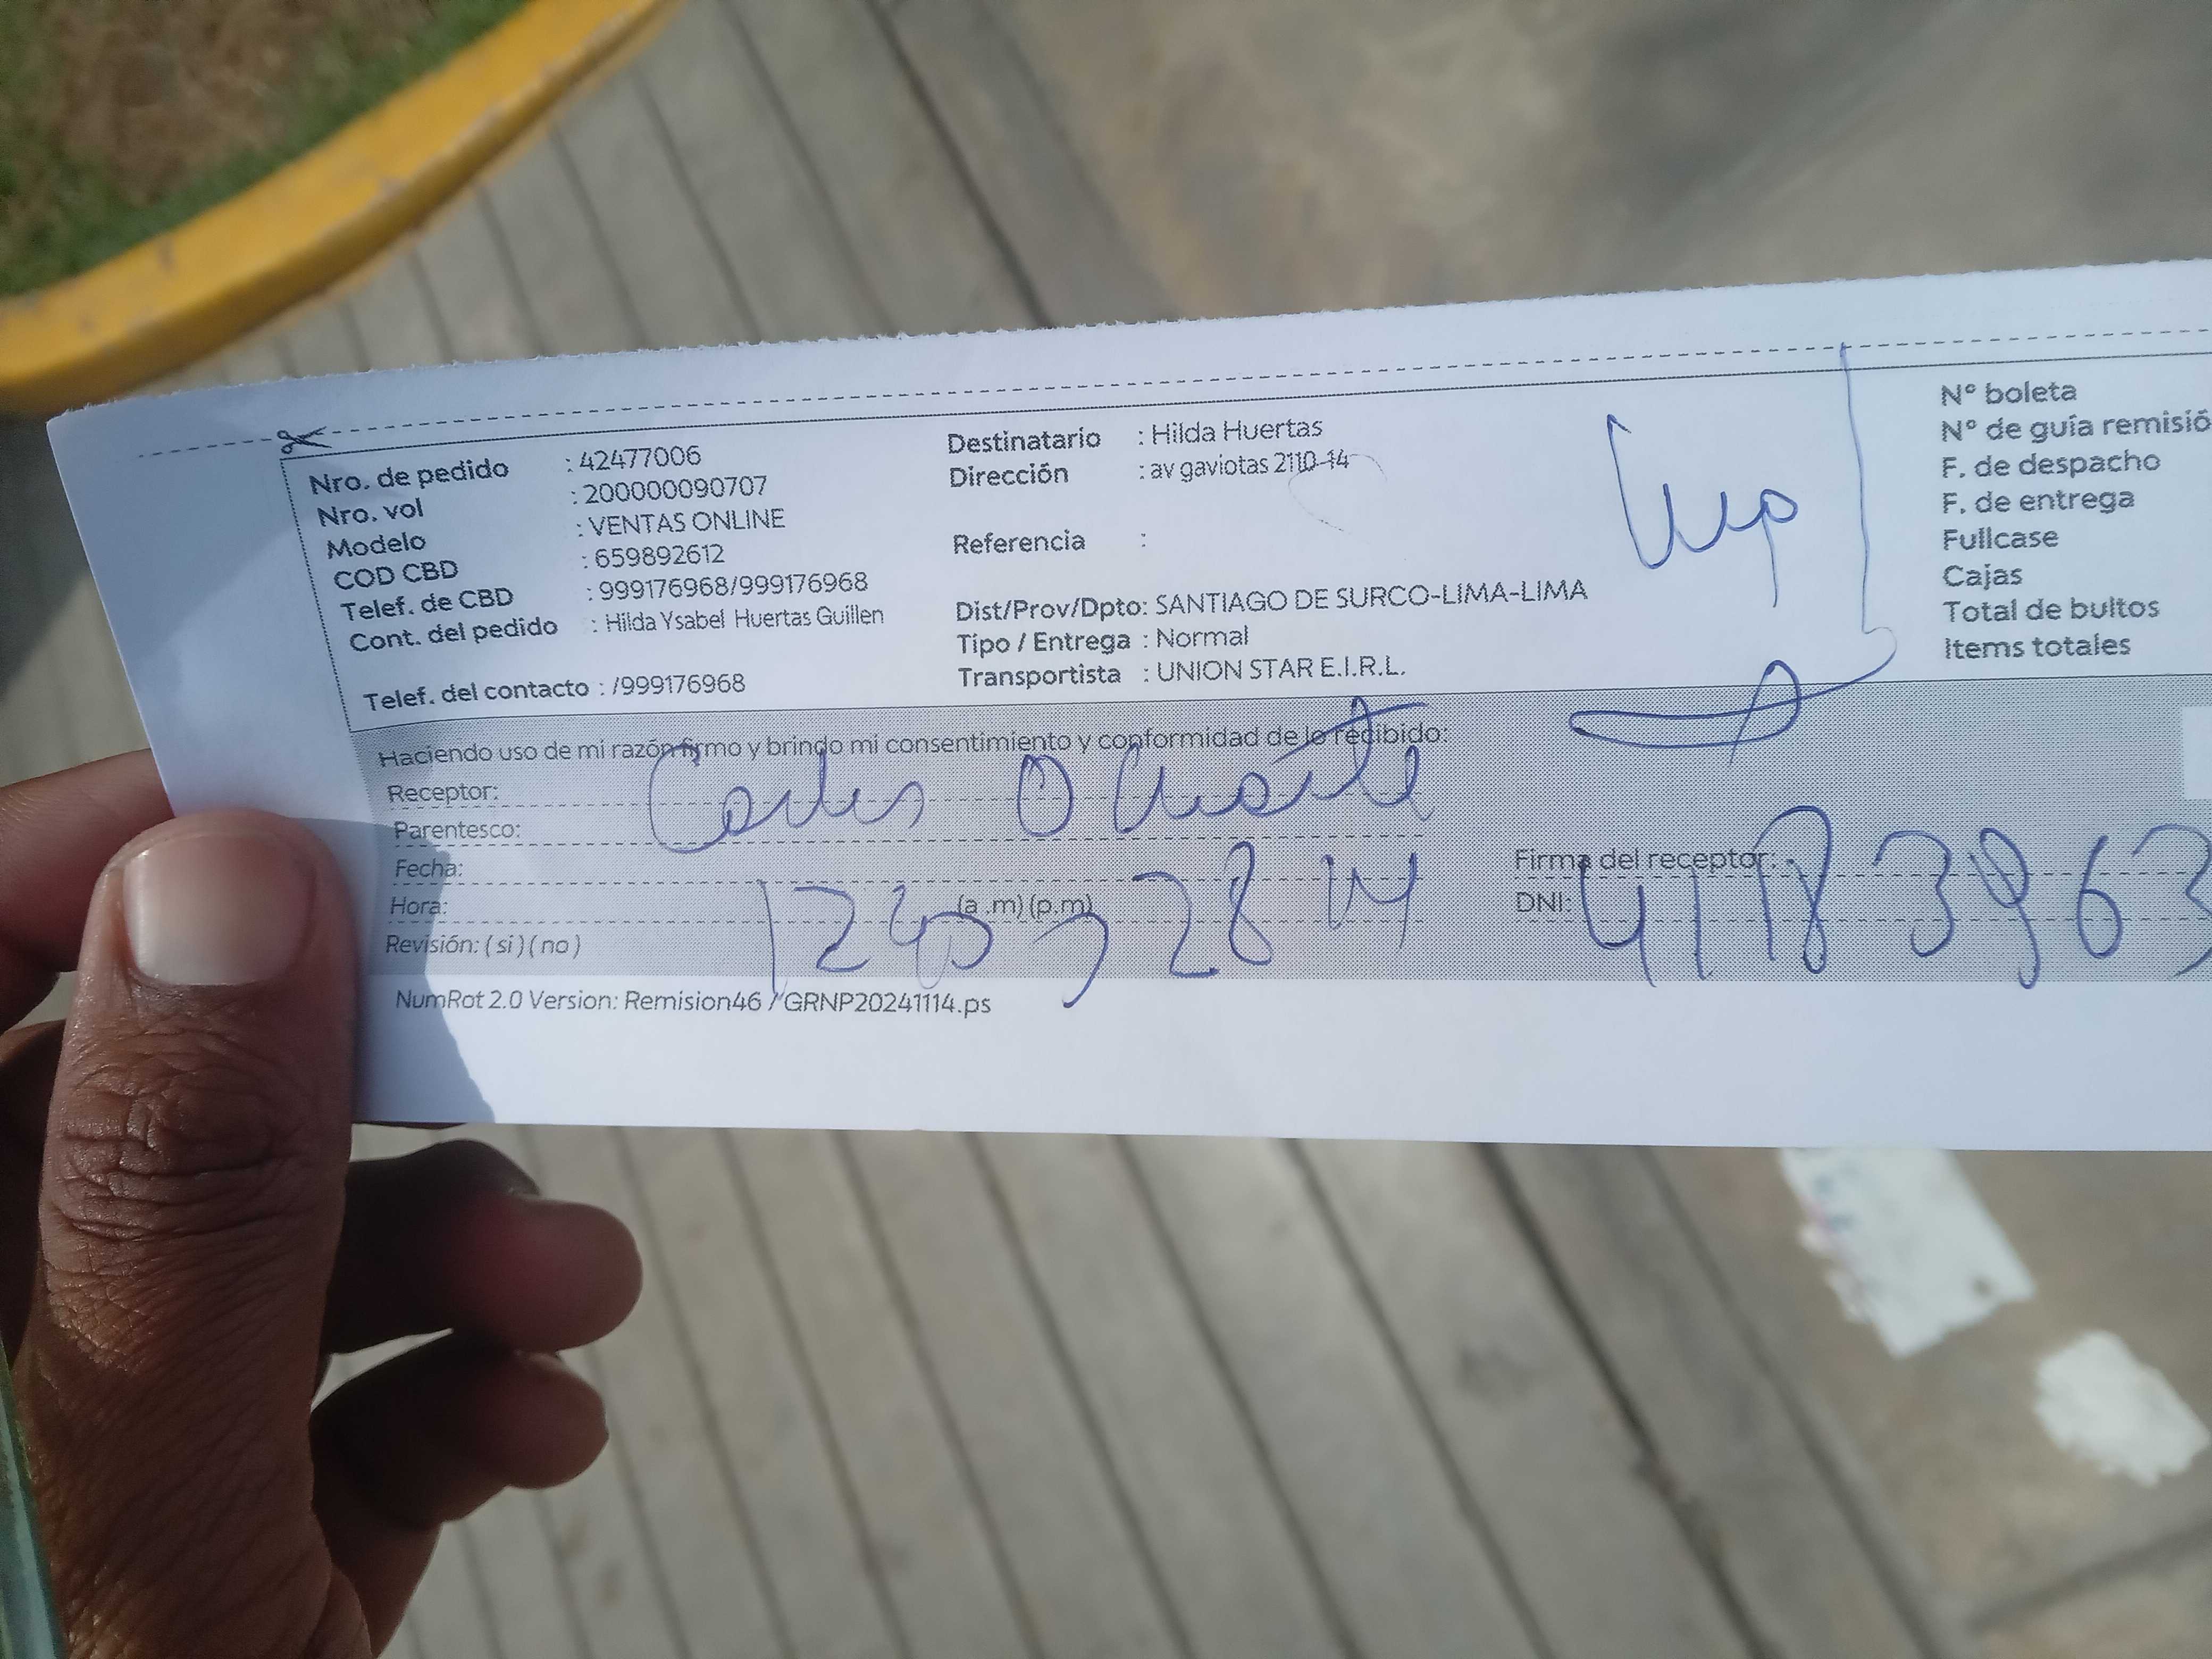 Nro. de pedido : 42477006
Nro. vol : 200000090707
Modelo : VENTAS ONLINE
COD CBD : 659892612
Telef. de CBD : 999176968/999176968
Cont. del pedido : Hilda Ysabel Huertas Guillen
Telef. del contacto : /999176968
Destinatario : Hilda Huertas
Dirección : av gaviotas 2110-14
Referencia :
Dist/Prov/Dpto: SANTIAGO DE SURCO-LIMA-LIMA
Tipo / Entrega : Normal
Transportista : UNION STAR E.I.R.L.
N° boleta
N° de guía remisió
F. de despacho
F. de entrega
Fullcase
Cajas
Total de bultos
Items totales
Haciendo uso de mi razón firmo y brindo mi consentimiento y conformidad de lo recibido:
Receptor:
Parentesco:
Fecha:
Hora: (a .m) (p.m)
Revisión: ( si ) ( no )
Firma del receptor:
DNI: 41183963
NumRot 2.0 Version: Remision46 / GRNP20241114.ps